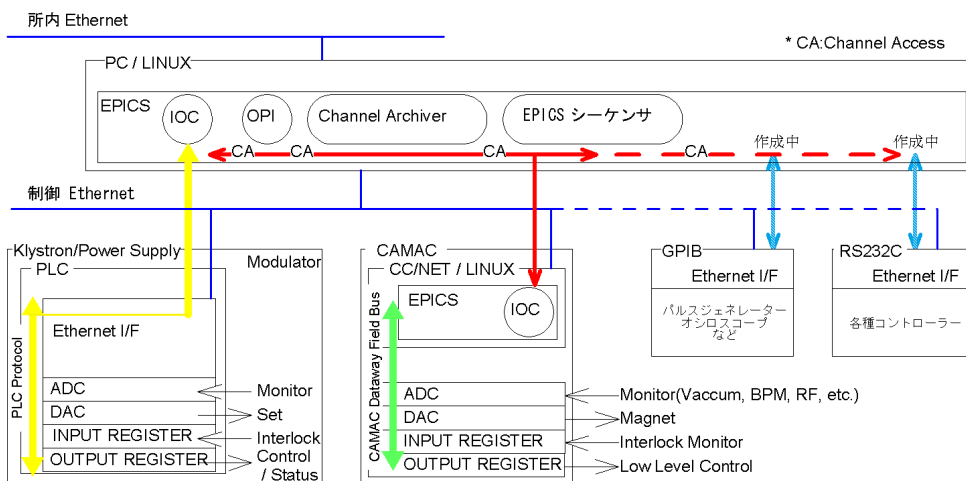 所内 Ethernet
* CA:Channel Access
PC / LINUX
EPICS
IOC
OPI
Channel Archiver
EPICS シーケンサ
CA
CA
CA
CA
作成中
作成中
制御 Ethernet
Klystron/Power Supply
Modulator
PLC
PLC Protocol
Ethernet I/F
ADC
Monitor
DAC
Set
INPUT REGISTER
Interlock
OUTPUT REGISTER
Control
/ Status
CAMAC
CC/NET / LINUX
EPICS
IOC
CAMAC Dataway Field Bus
ADC
Monitor(Vaccum, BPM, RF, etc.)
DAC
Magnet
INPUT REGISTER
Interlock Monitor
OUTPUT REGISTER
Low Level Control
GPIB
Ethernet I/F
パルスジェネレーター
オシロスコープ
など
RS232C
Ethernet I/F
各種コントローラー